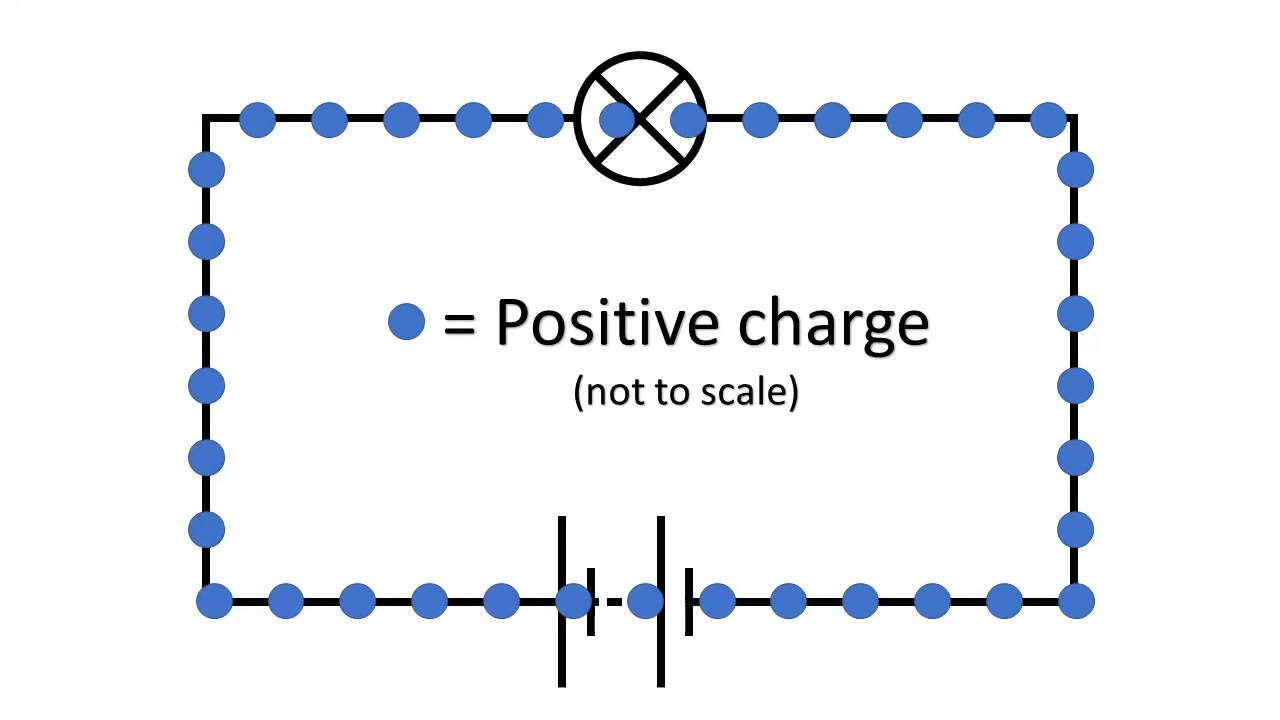 = Positive charge
(not to scale)